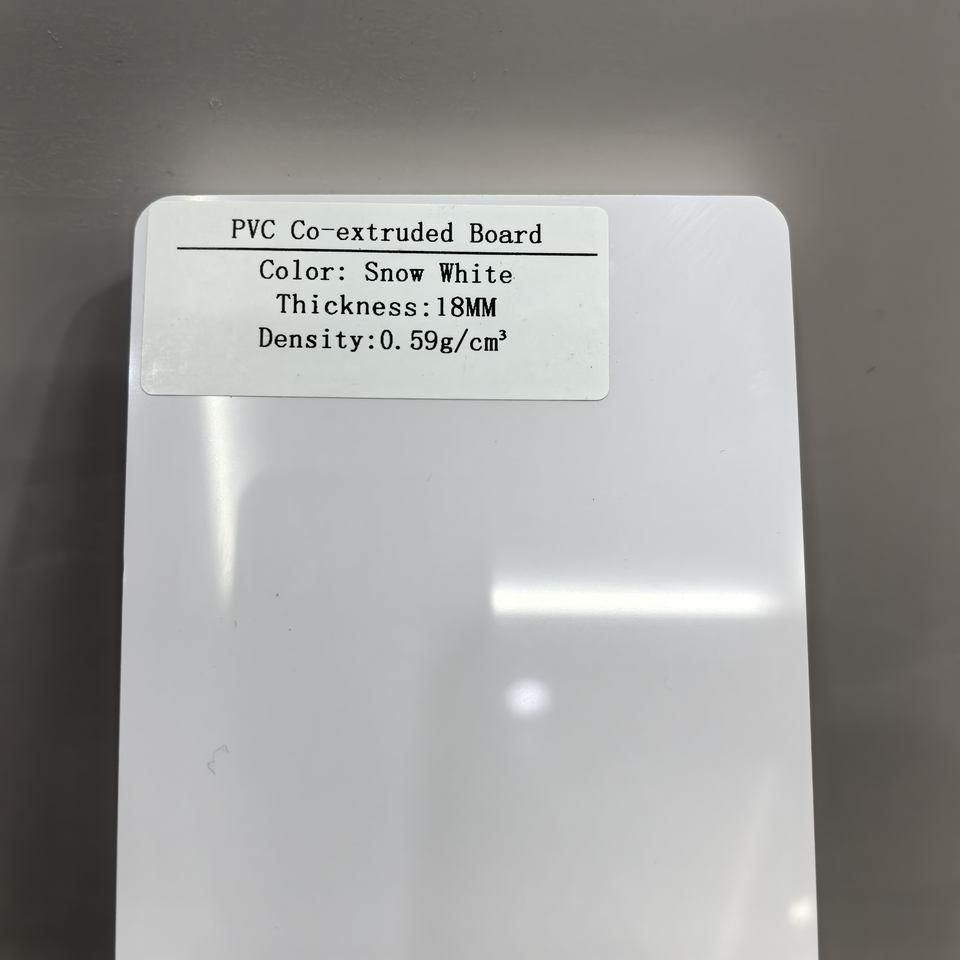 PVC Co-extruded Board
Color: Snow White
Thickness:18MM
Density:0.59g/cm³